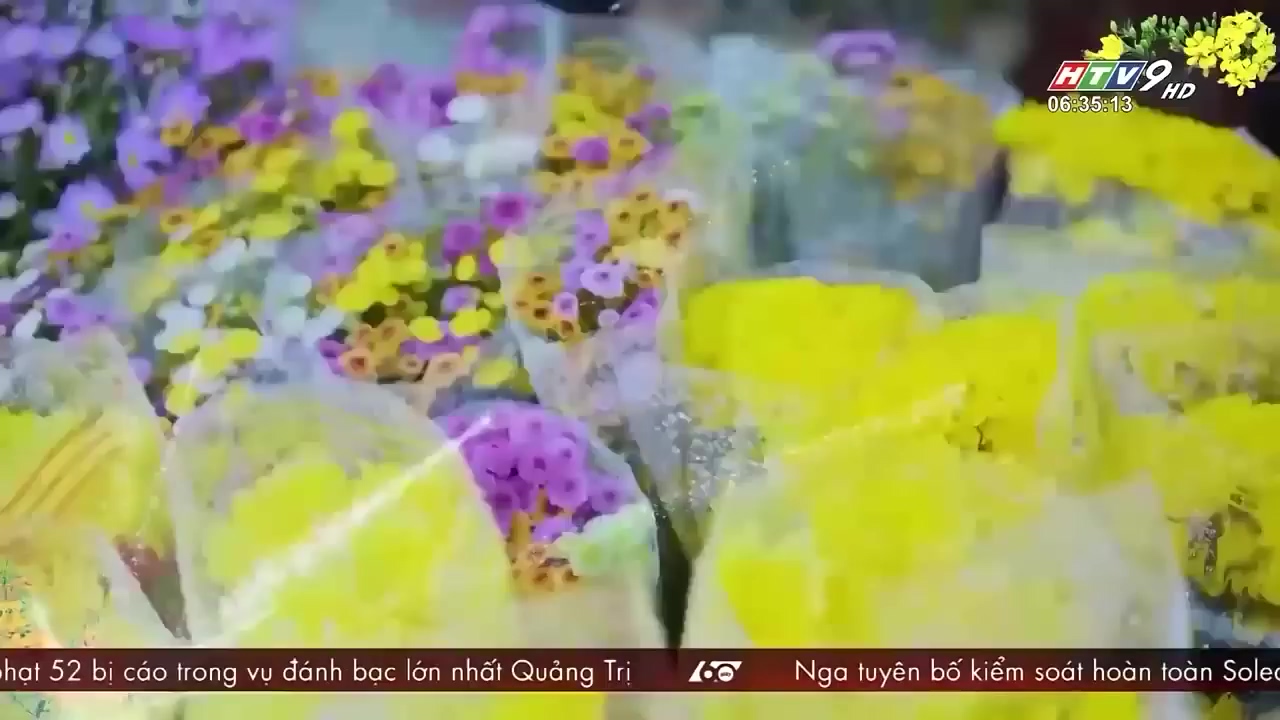 HTV9 HD
06:35:13
phạt 52 bị cáo trong vụ đánh bạc lớn nhất Quảng Trị
Nga tuyên bố kiểm soát hoàn toàn